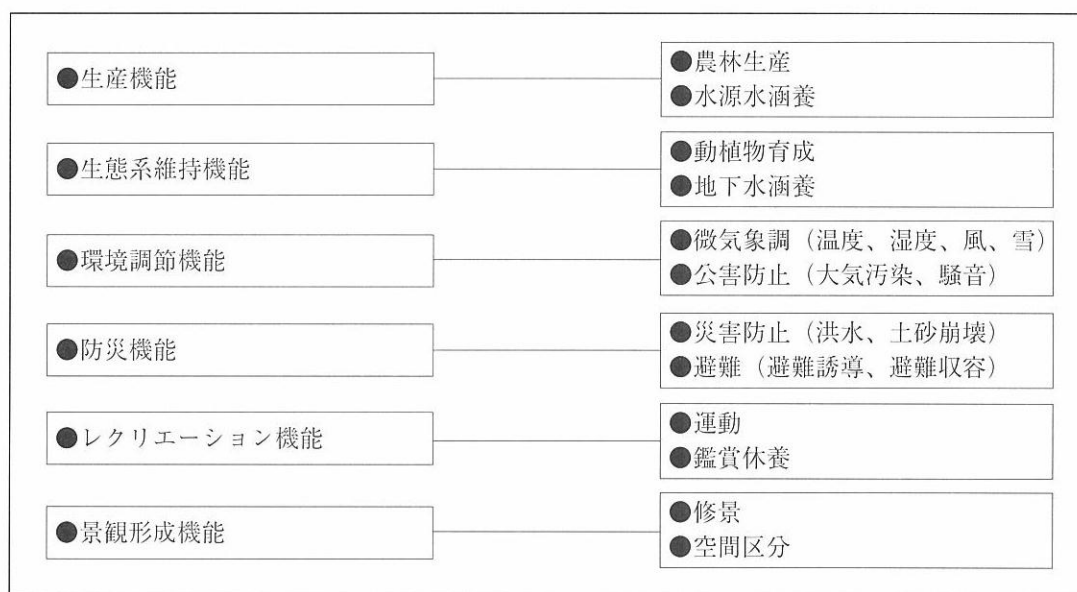 ●生産機能
●農林生産
●水源水涵養
●生態系維持機能
●動植物育成
●地下水涵養
●環境調節機能
●微気象調（温度、湿度、風、雪）
●公害防止（大気汚染、騒音）
●防災機能
●災害防止（洪水、土砂崩壊）
●避難（避難誘導、避難収容）
●レクリエーション機能
●運動
●鑑賞休養
●景観形成機能
●修景
●空間区分